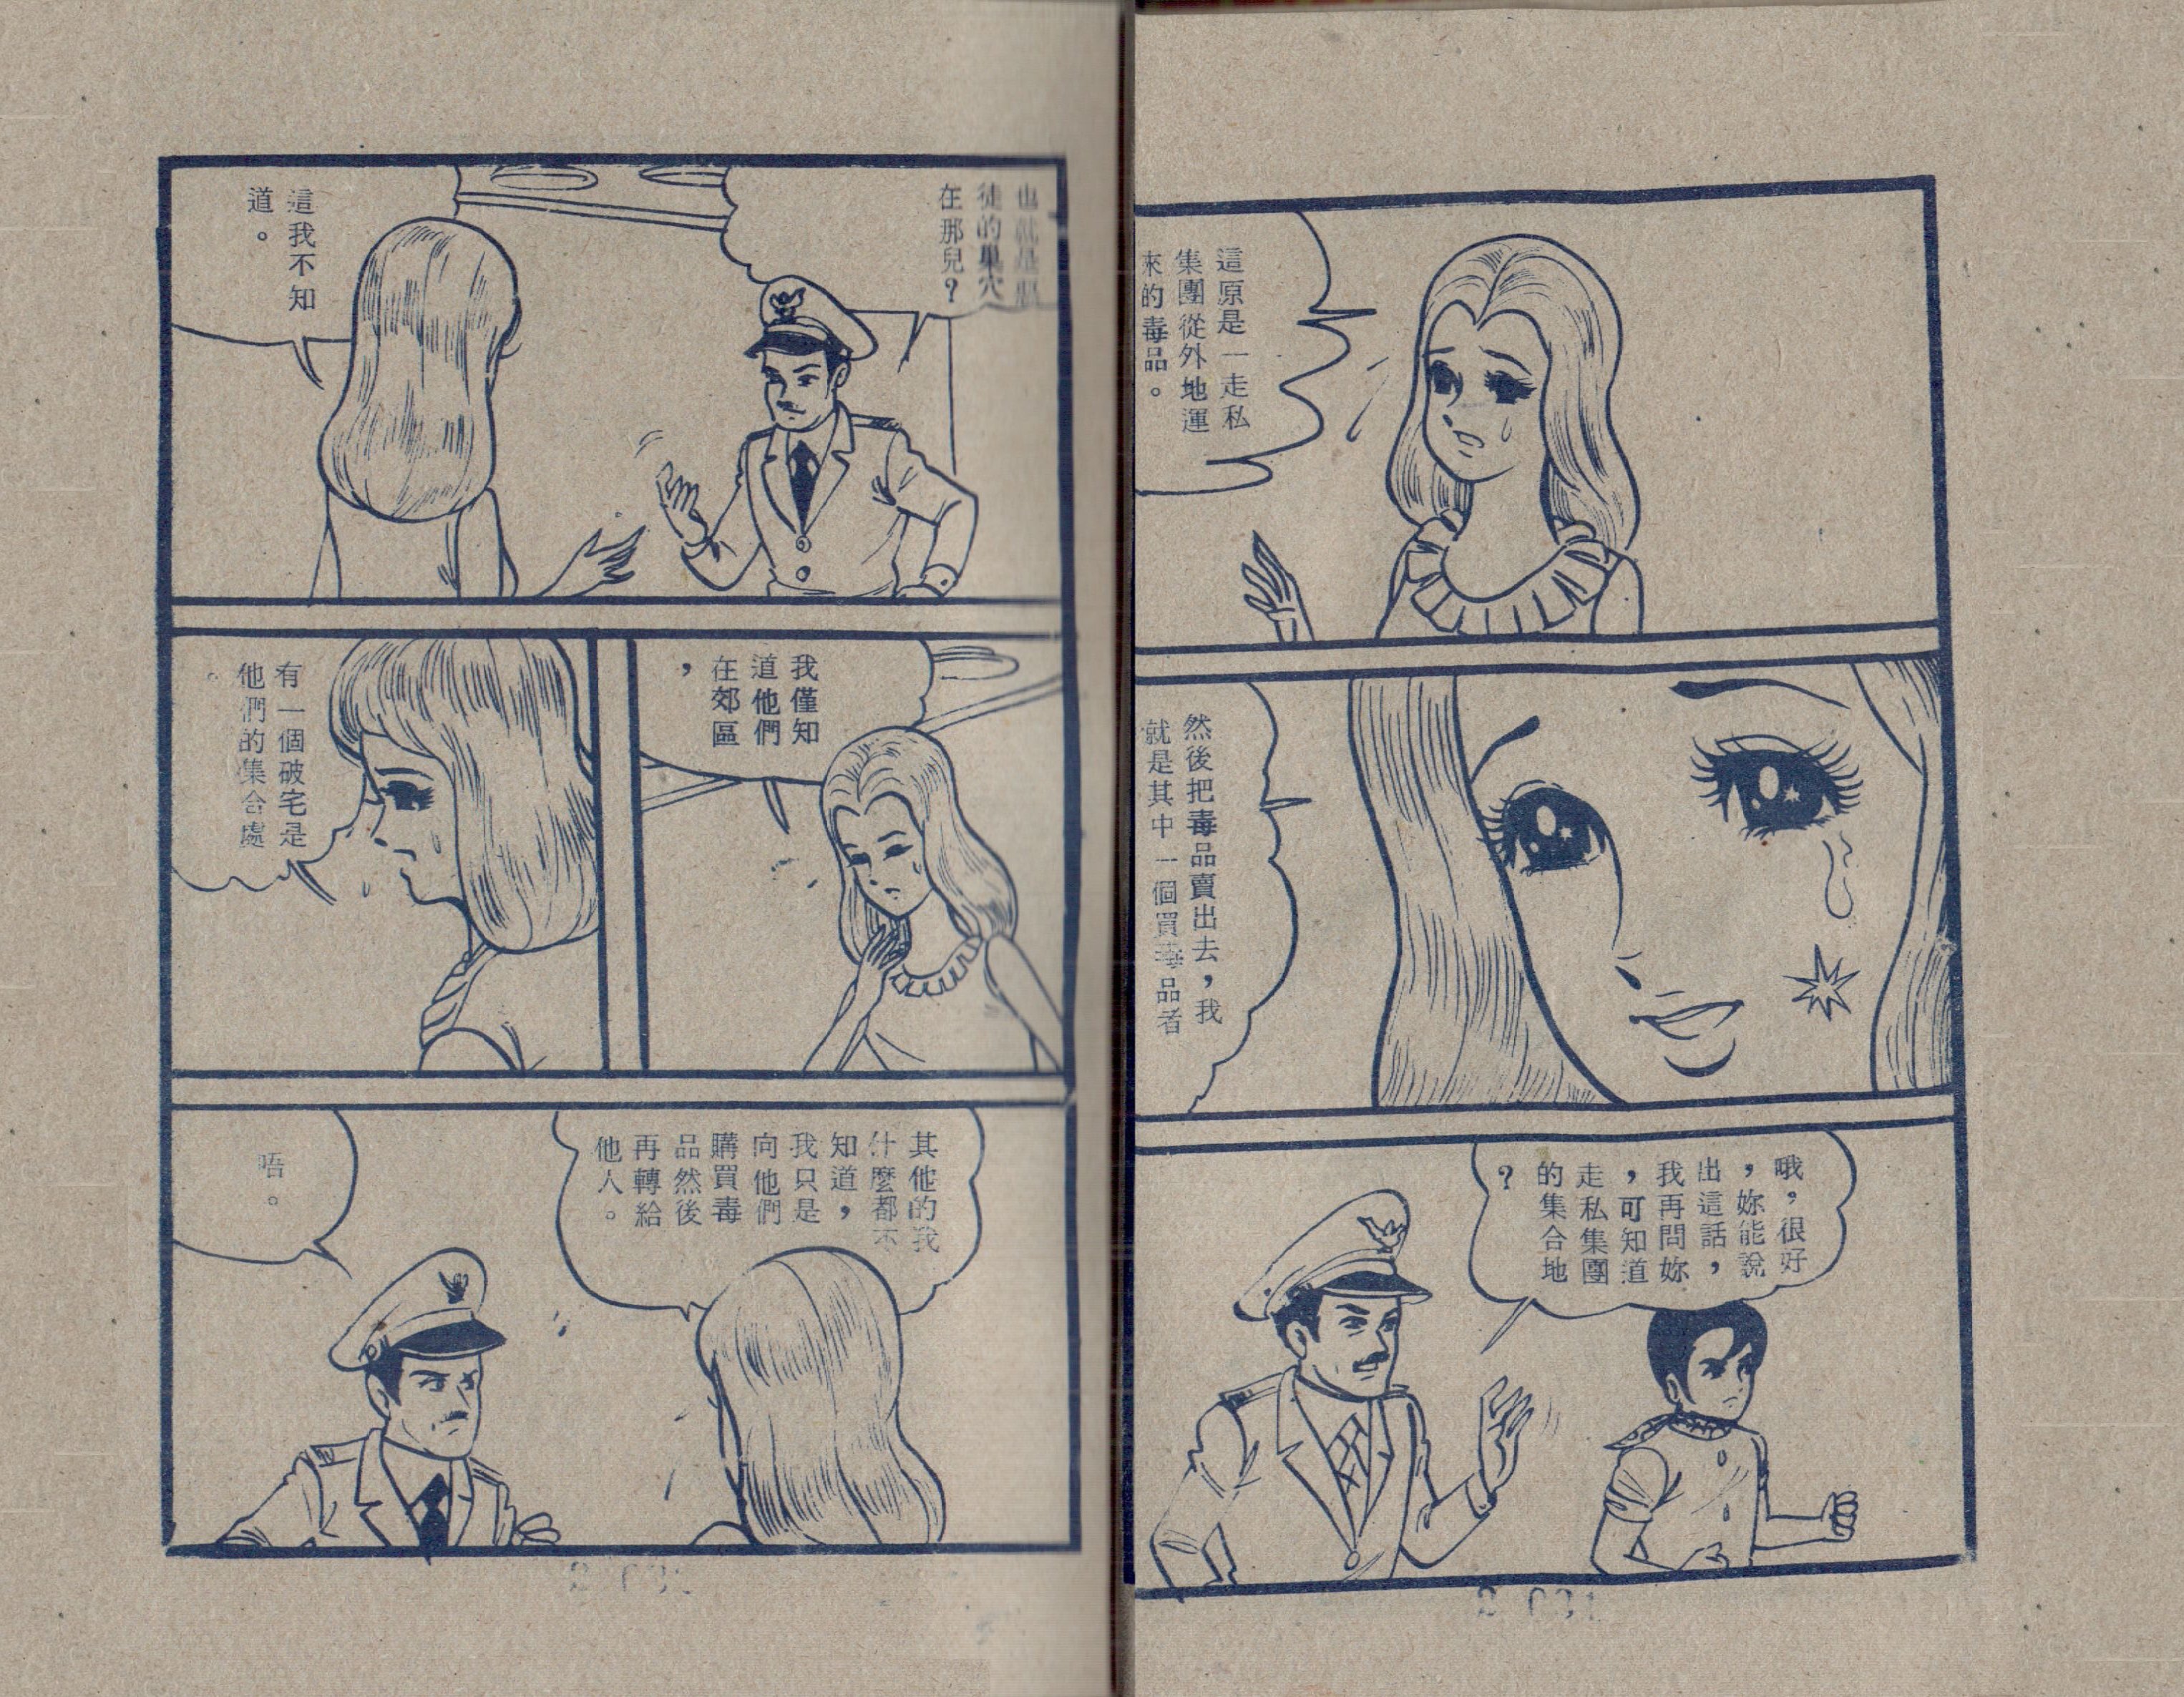 這原是一走私
集團從外地運
來的毒品。
然後把毒品賣出去，我
就是其中一個買毒品者
哦，很好
，妳能說
出這話，
我再問妳
，可知道
走私集團
的集合地
？
也就是
徒的巢穴
在那兒？
這我不知
道。
我僅知
道他們
在郊區
，
有一個破宅是
他們的集合處
。
其他的我
什麼都不
知道，
我只是
向他們
購買毒
品然後
再轉給
他人。
唔。